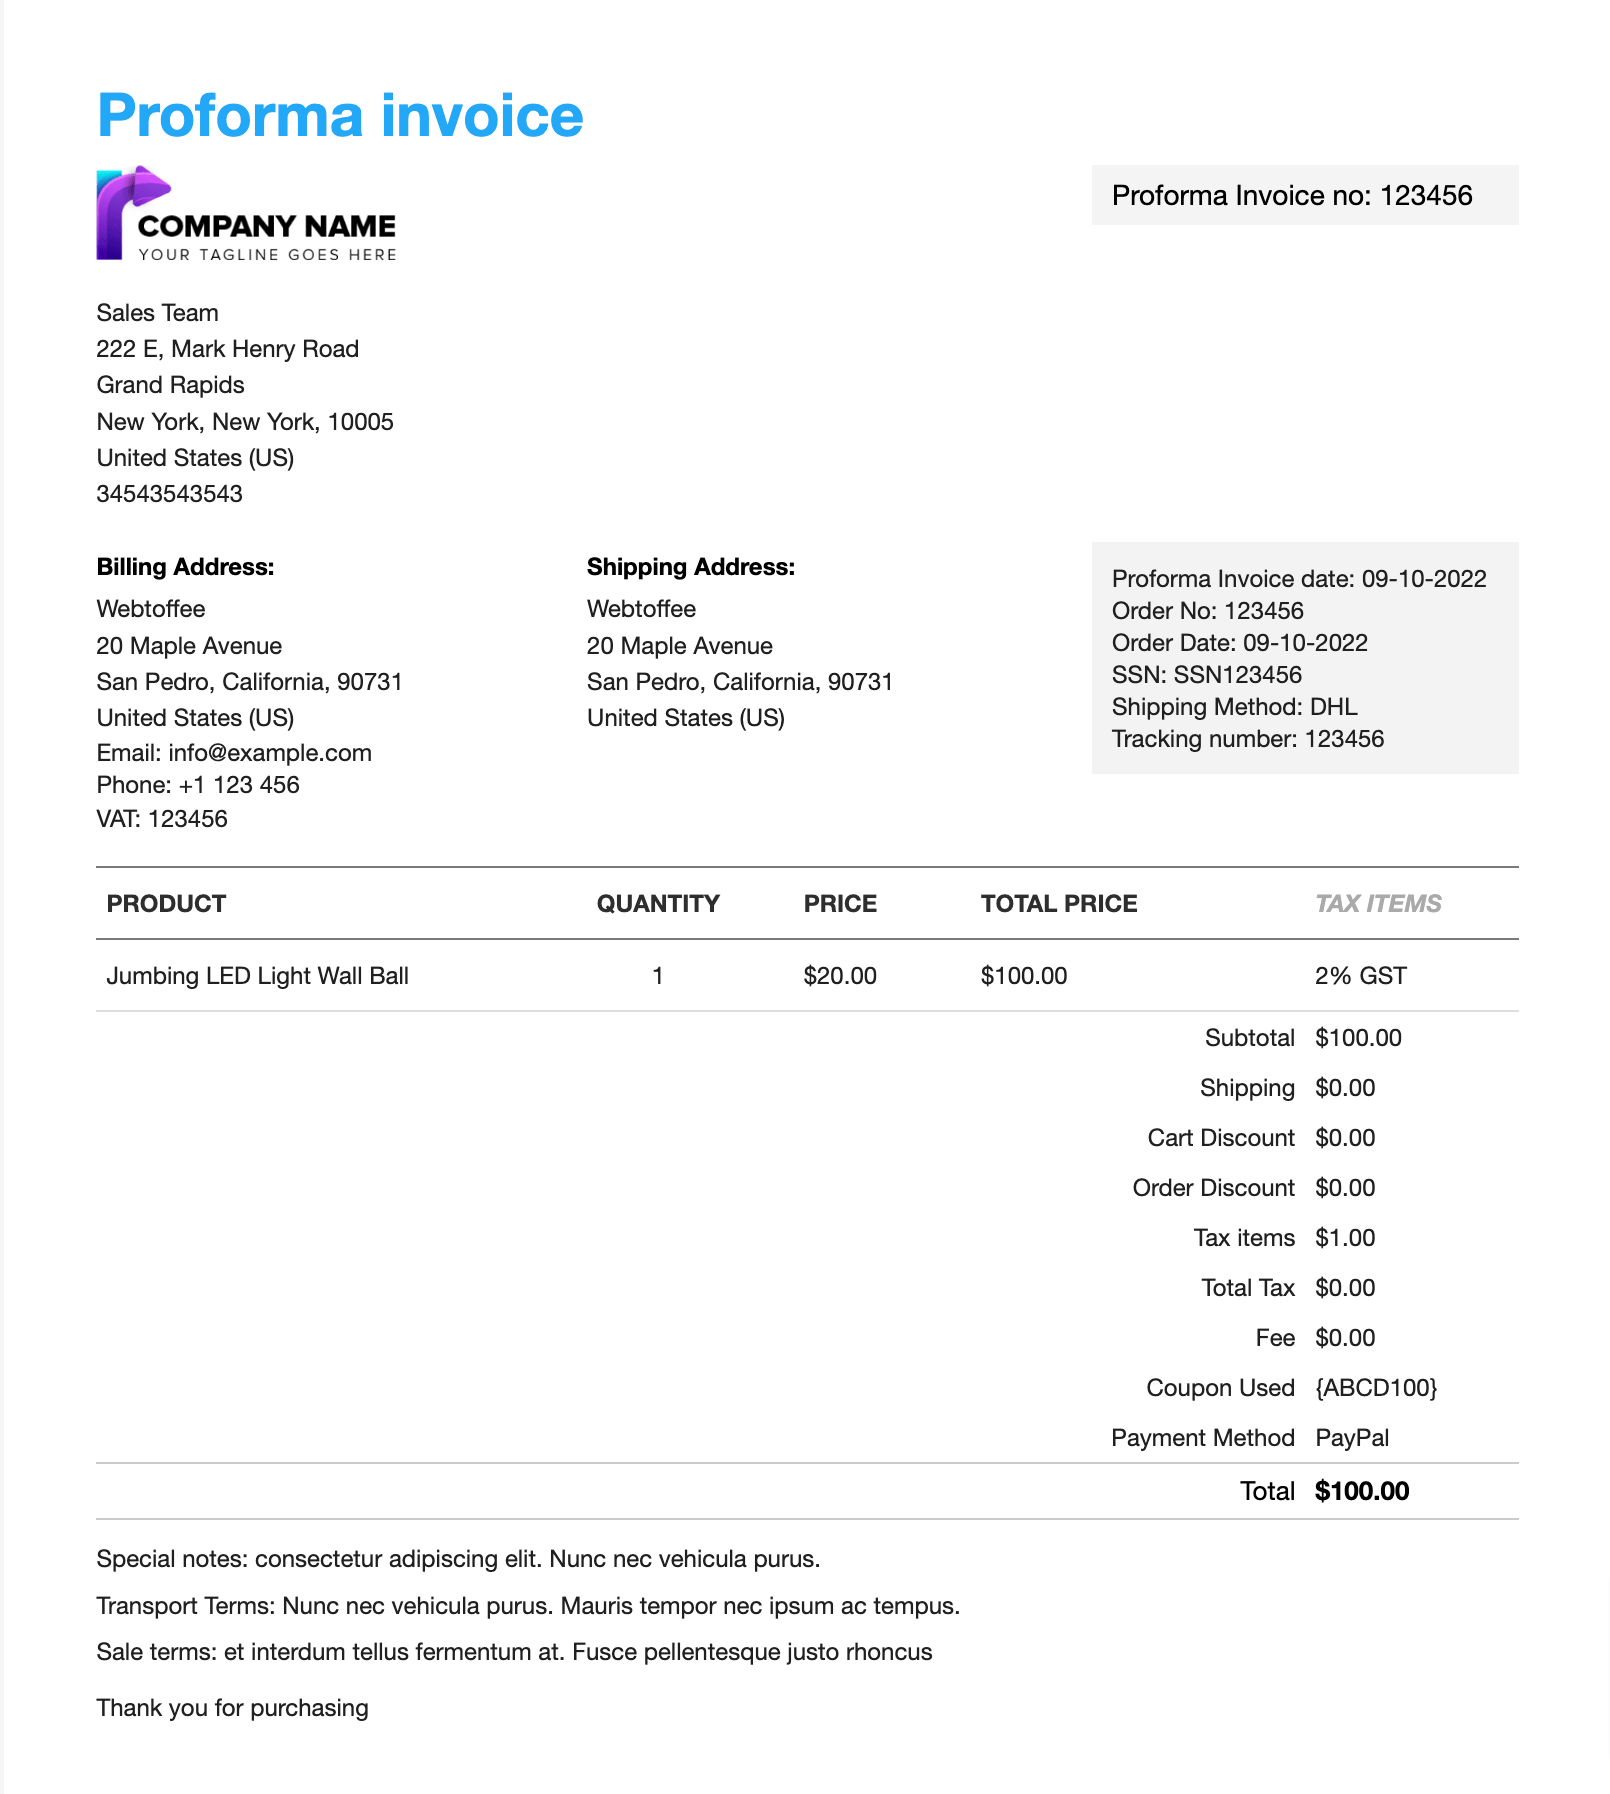 Proforma invoice
COMPANY NAME
YOUR TAGLINE GOES HERE
Proforma Invoice no: 123456
Sales Team
222 E, Mark Henry Road
Grand Rapids
New York, New York, 10005
United States (US)
34543543543
Billing Address:
Webtoffee
20 Maple Avenue
San Pedro, California, 90731
United States (US)
Email: info@example.com
Phone: +1 123 456
VAT: 123456
Shipping Address:
Webtoffee
20 Maple Avenue
San Pedro, California, 90731
United States (US)
Proforma Invoice date: 09-10-2022
Order No: 123456
Order Date: 09-10-2022
SSN: SSN123456
Shipping Method: DHL
Tracking number: 123456
PRODUCT QUANTITY PRICE TOTAL PRICE TAX ITEMS
Jumbing LED Light Wall Ball 1 $20.00 $100.00 2% GST
Subtotal $100.00
Shipping $0.00
Cart Discount $0.00
Order Discount $0.00
Tax items $1.00
Total Tax $0.00
Fee $0.00
Coupon Used {ABCD100}
Payment Method PayPal
Total $100.00
Special notes: consectetur adipiscing elit. Nunc nec vehicula purus.
Transport Terms: Nunc nec vehicula purus. Mauris tempor nec ipsum ac tempus.
Sale terms: et interdum tellus fermentum at. Fusce pellentesque justo rhoncus
Thank you for purchasing